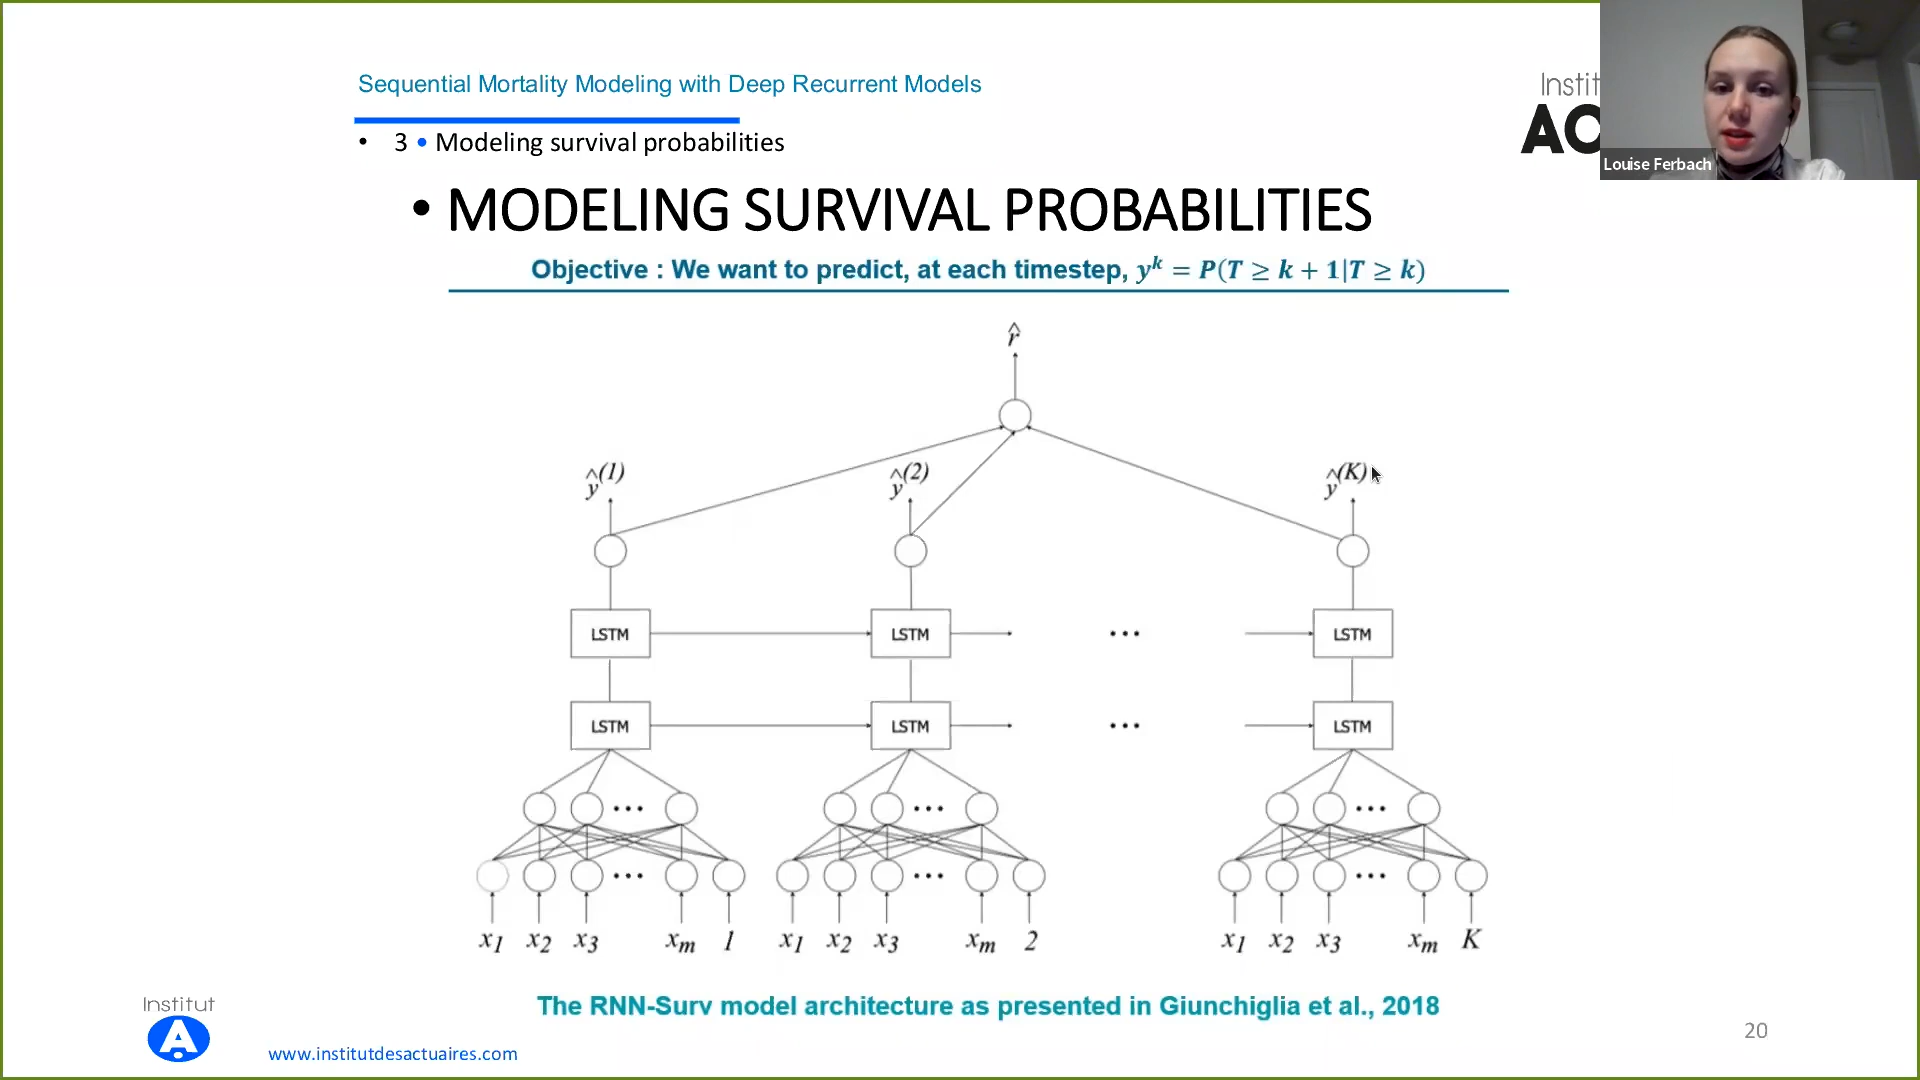 Sequential Mortality Modeling with Deep Recurrent Models
• 3 • Modeling survival probabilities
Instit
AC
Louise Ferbach
• MODELING SURVIVAL PROBABILITIES
Objective : We want to predict, at each timestep, y^k = P(T ≥ k + 1|T ≥ k)
r̂
ŷ^(1) ŷ^(2) ŷ^(K)
LSTM LSTM ••• LSTM
LSTM LSTM ••• LSTM
••• ••• •••
••• ••• •••
x1 x2 x3 xm 1 x1 x2 x3 xm 2 x1 x2 x3 xm K
The RNN-Surv model architecture as presented in Giunchiglia et al., 2018
Institut
A
www.institutdesactuaires.com
20